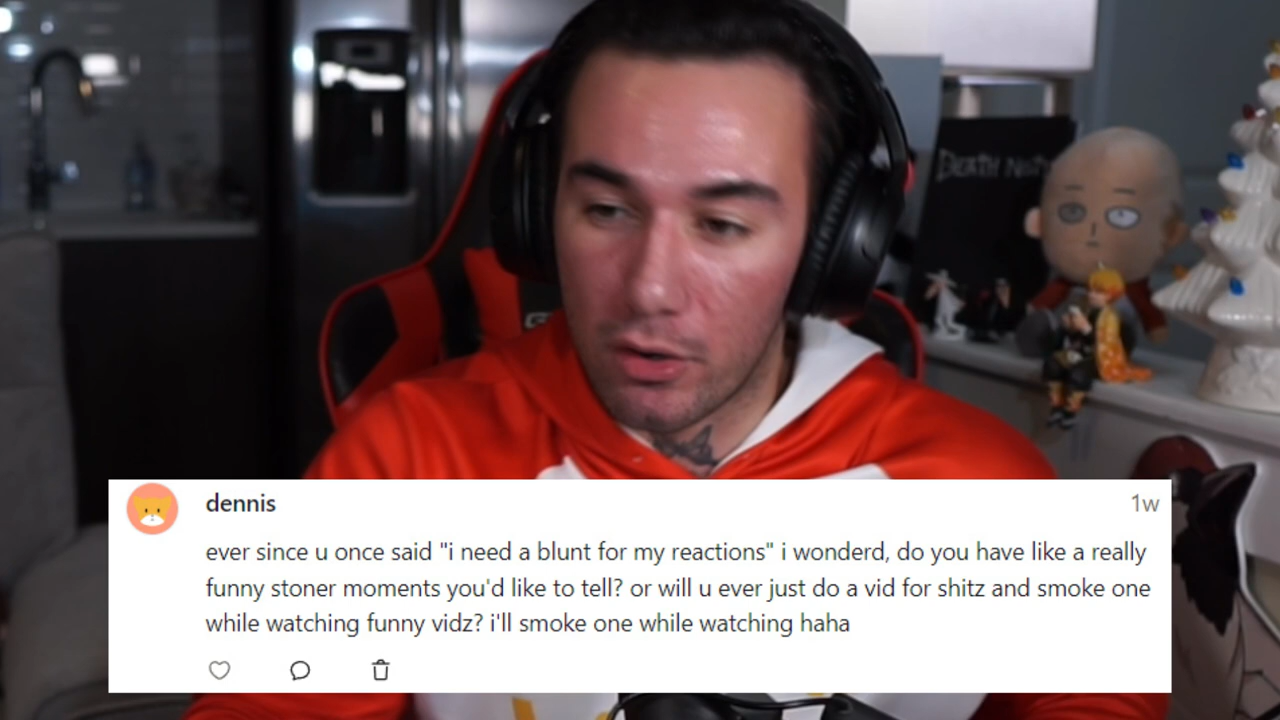 DEATH NOTE
dennis
1w
ever since u once said "i need a blunt for my reactions" i wonderd, do you have like a really
funny stoner moments you'd like to tell? or will u ever just do a vid for shitz and smoke one
while watching funny vidz? i'll smoke one while watching haha